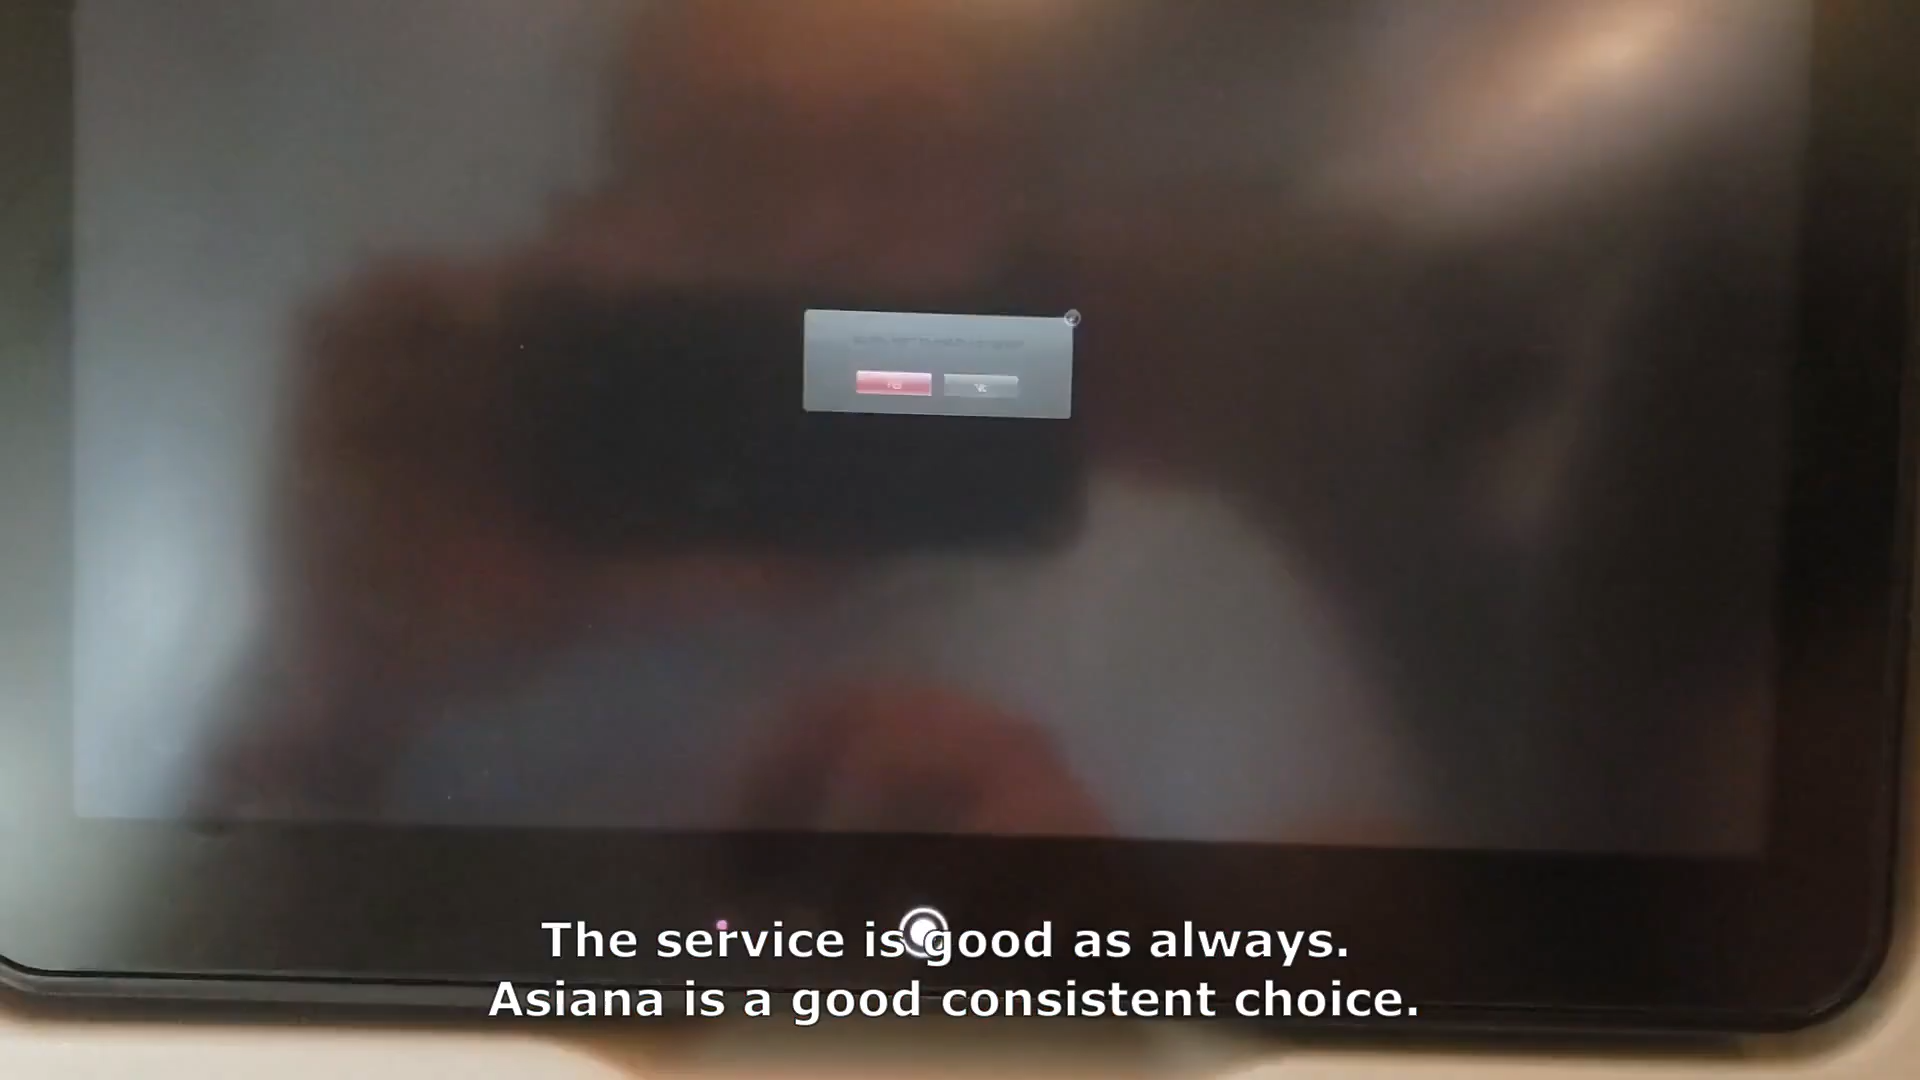 The service is good as always.
Asiana is a good consistent choice.